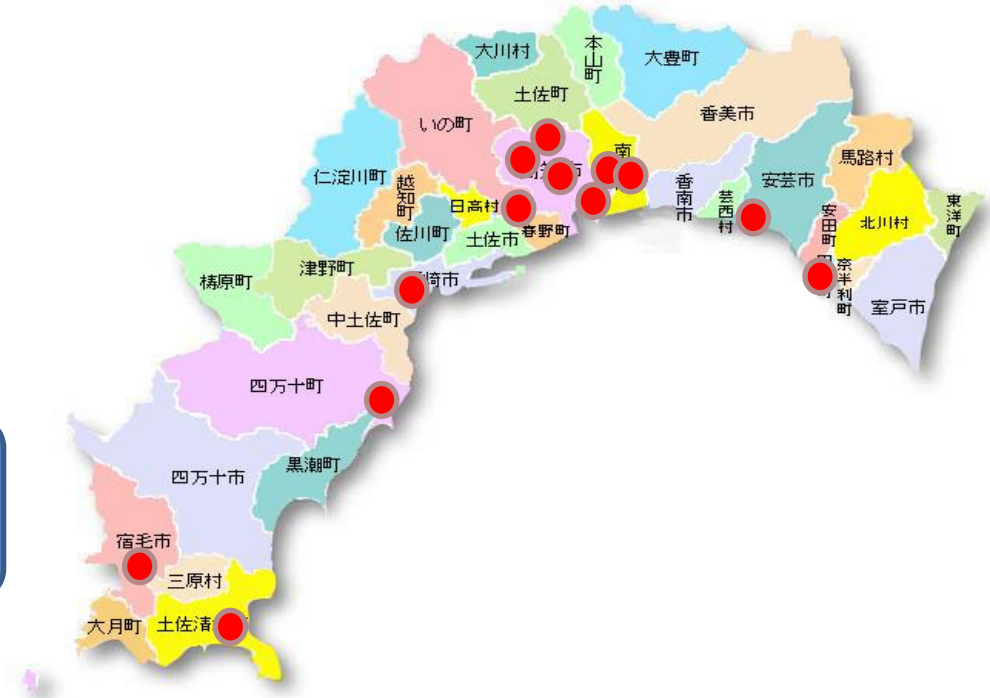 大川村
本山町
大豊町
土佐町
いの町
香美市
南
馬路村
仁淀川町
越知町
日高村
佐川町
土佐市
春野町
市
香南市
芸西村
安芸市
安田町
北川村
東洋町
奈半利町
室戸市
梼原町
津野町
崎市
中土佐町
四万十町
四万十市
黒潮町
宿毛市
三原村
大月町
土佐清